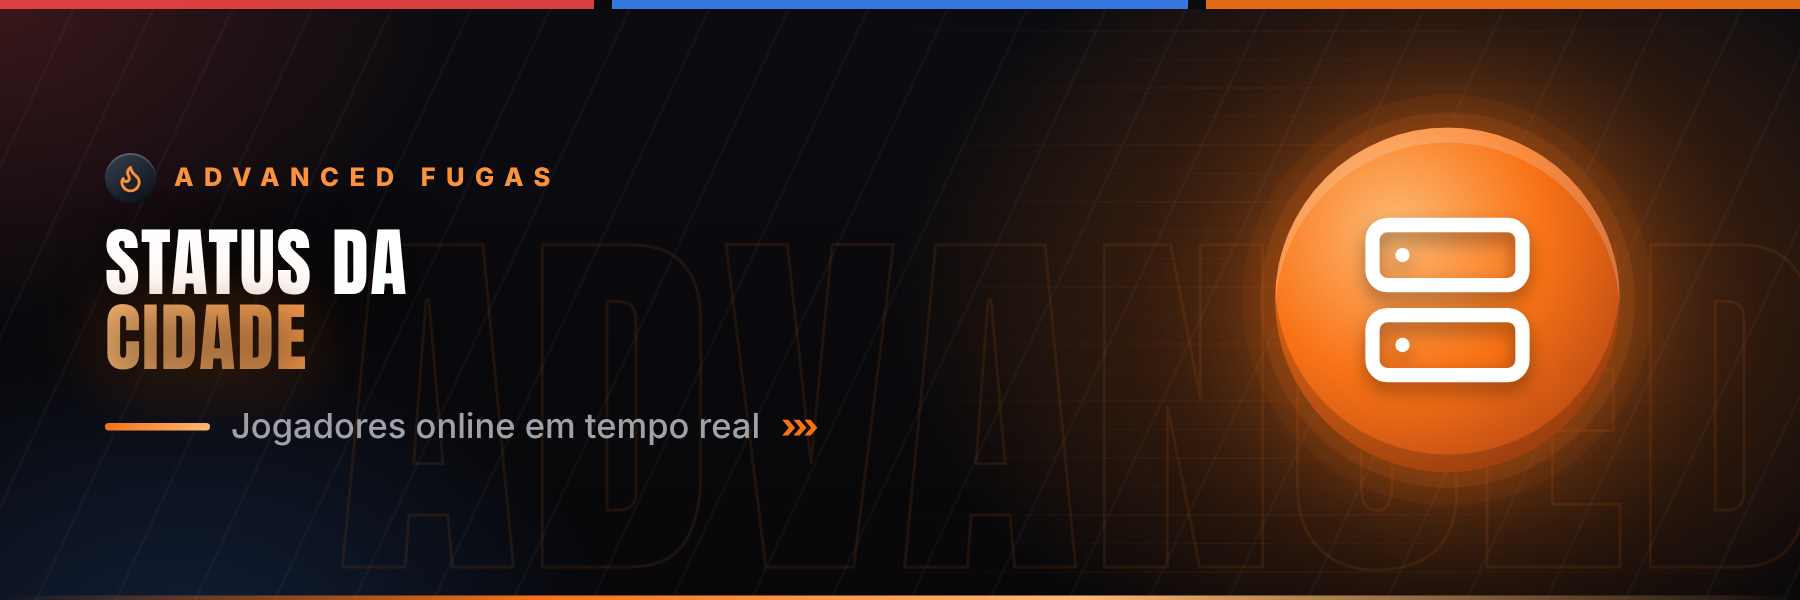 ADVANCED FUGAS
STATUS DA
CIDADE
Jogadores online em tempo real
ADVANCED